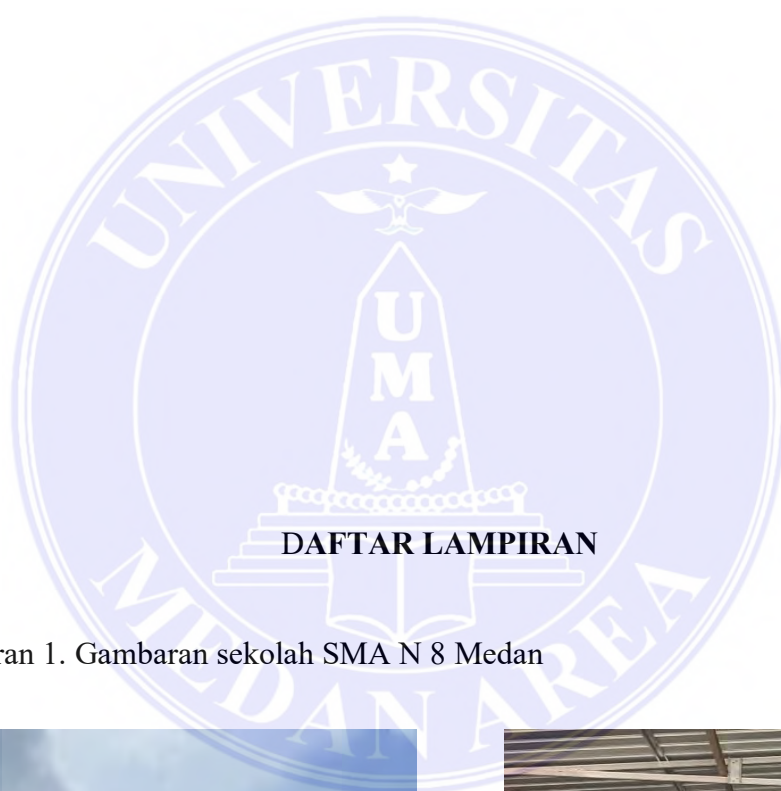 UNIVERSITAS
U
M
A
DAFTAR LAMPIRAN
ran 1. Gambaran sekolah SMA N 8 Medan
MEDAN AREA